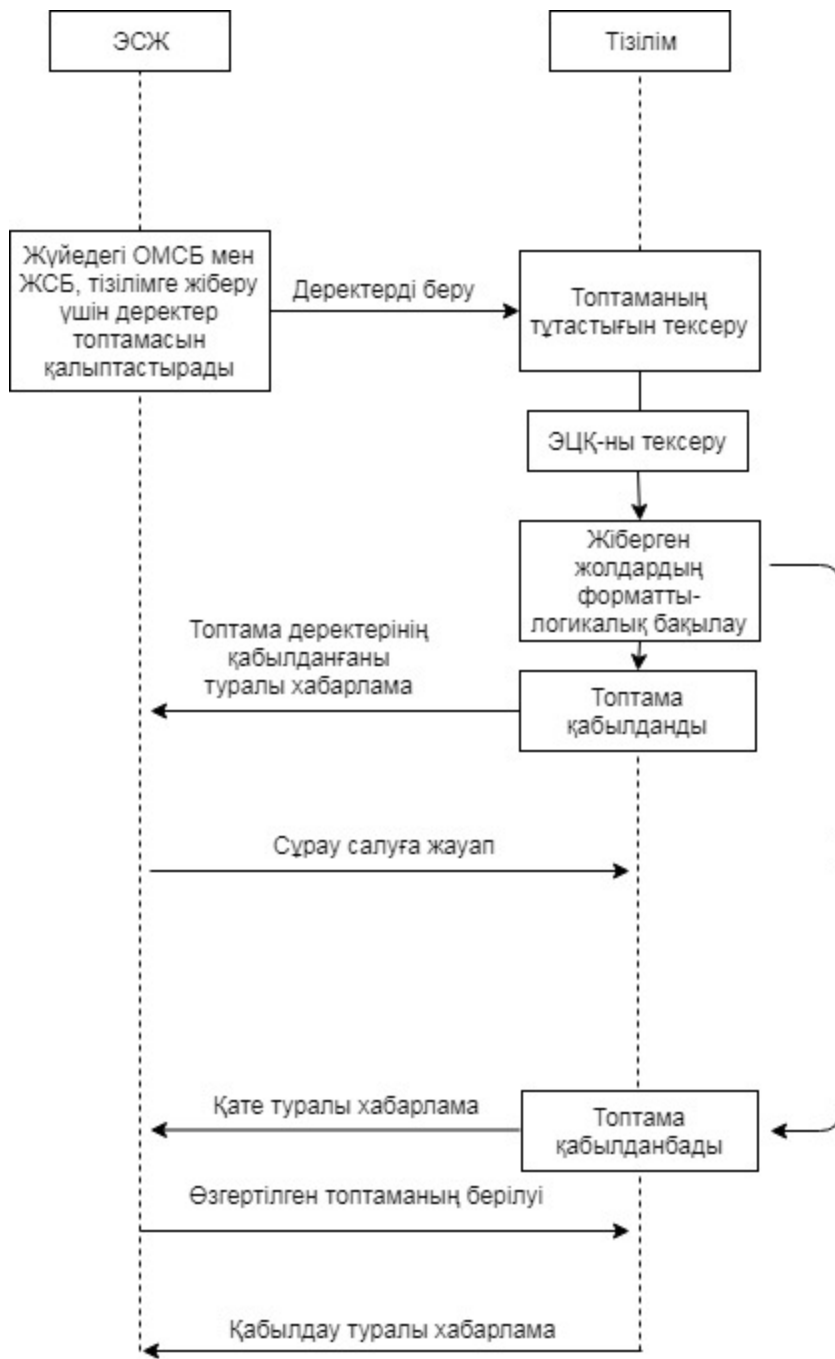 ЭСЖ
Тізілім
Жүйедегі ОМСБ мен
ЖСБ, тізілімге жіберу
үшін деректер
топтамасын
қалыптастырады
Деректерді беру
Топтаманың
тұтастығын тексеру
ЭЦҚ-ны тексеру
Жіберген
жолдардың
форматты-
логикалық бақылау
Топтама деректерінің
қабылданғаны
туралы хабарлама
Топтама
қабылданды
Сұрау салуға жауап
Қате туралы хабарлама
Топтама
қабылданбады
Өзгертілген топтаманың берілуі
Қабылдау туралы хабарлама